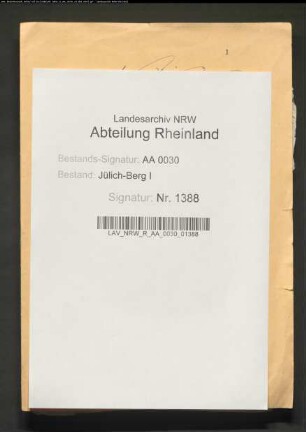 Landesarchiv NRW
Abteilung Rheinland
Bestands-Signatur: AA 0030
Bestand: Jülich-Berg I
Signatur: Nr. 1388
LAV_NRW_R_AA_0030_01388